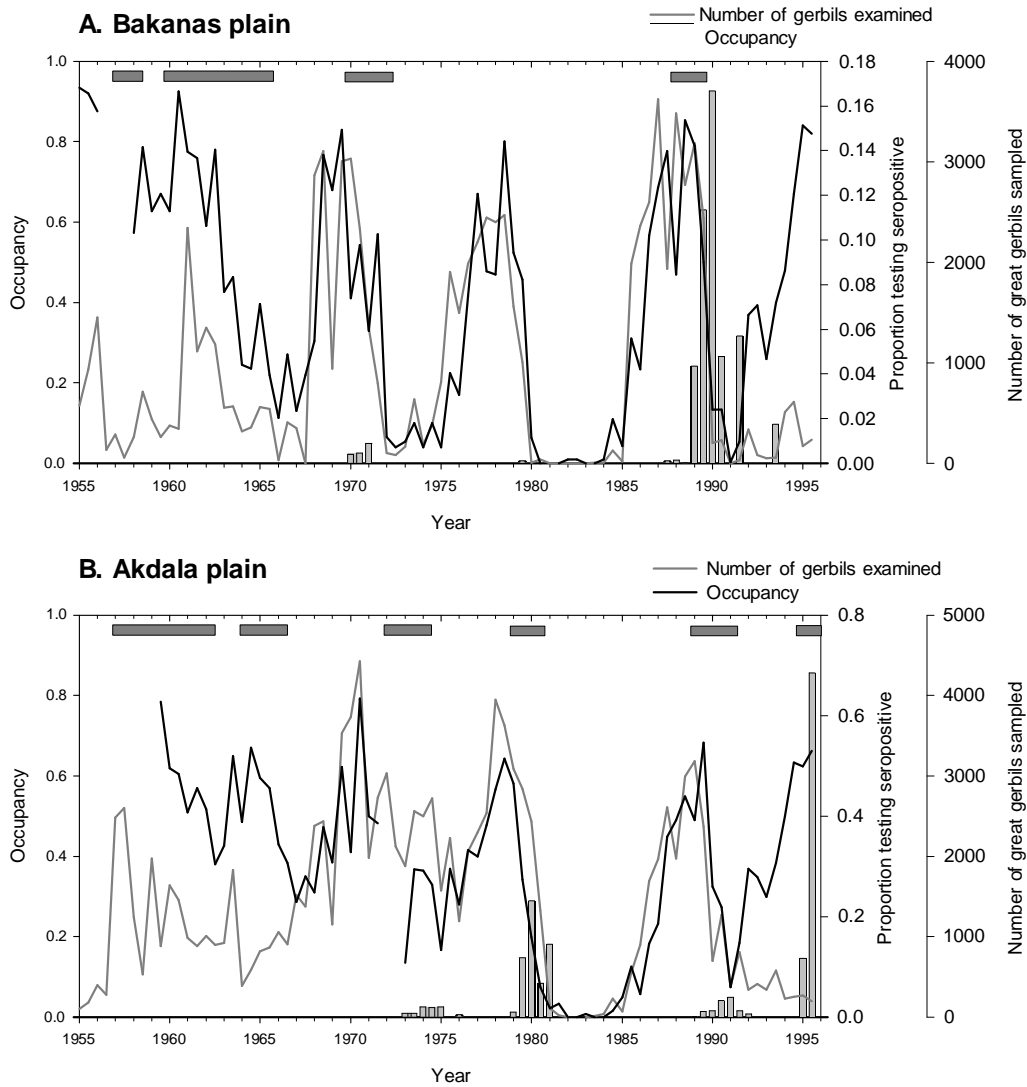 A. Bakanas plain
Number of gerbils examined
Occupancy
1.0
0.8
0.6
0.4
0.2
0.0
Occupancy
0.18
0.16
0.14
0.12
0.10
0.08
0.06
0.04
0.02
0.00
Proportion testing seropositive
4000
3000
2000
1000
0
Number of great gerbils sampled
1955 1960 1965 1970 1975 1980 1985 1990 1995
Year
B. Akdala plain
Number of gerbils examined
Occupancy
1.0
0.8
0.6
0.4
0.2
0.0
Occupancy
0.8
0.6
0.4
0.2
0.0
Proportion testing seropositive
5000
4000
3000
2000
1000
0
Number of great gerbils sampled
1955 1960 1965 1970 1975 1980 1985 1990 1995
Year